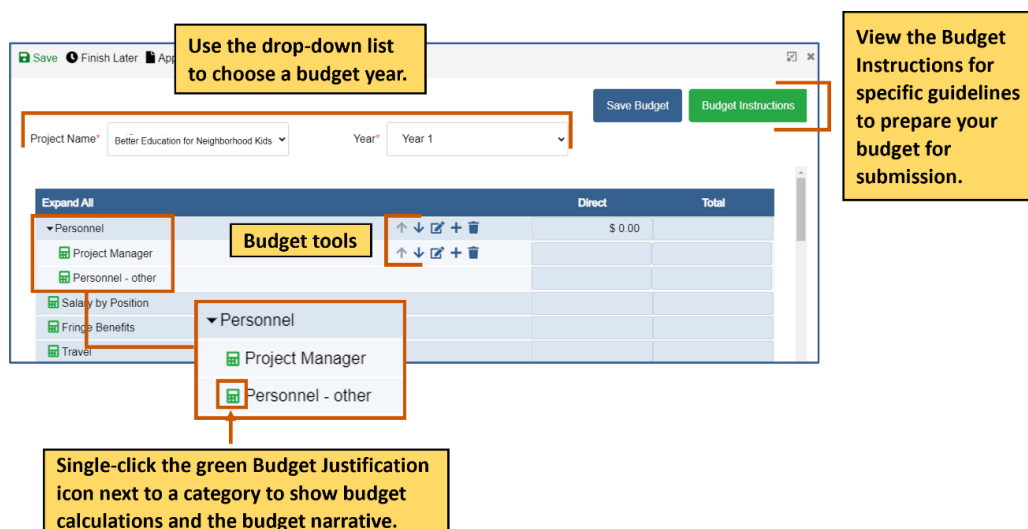 Use the drop-down list
to choose a budget year.
View the Budget
Instructions for
specific guidelines
to prepare your
budget for
submission.
Save Finish Later App
Save Budget Budget Instructions
Project Name* Better Education for Neighborhood Kids Year* Year 1
Expand All Direct Total
Personnel $ 0.00
Budget tools
Project Manager
Personnel - other
Salary by Position
Fringe Benefits
Travel
Personnel
Project Manager
Personnel - other
Single-click the green Budget Justification
icon next to a category to show budget
calculations and the budget narrative.